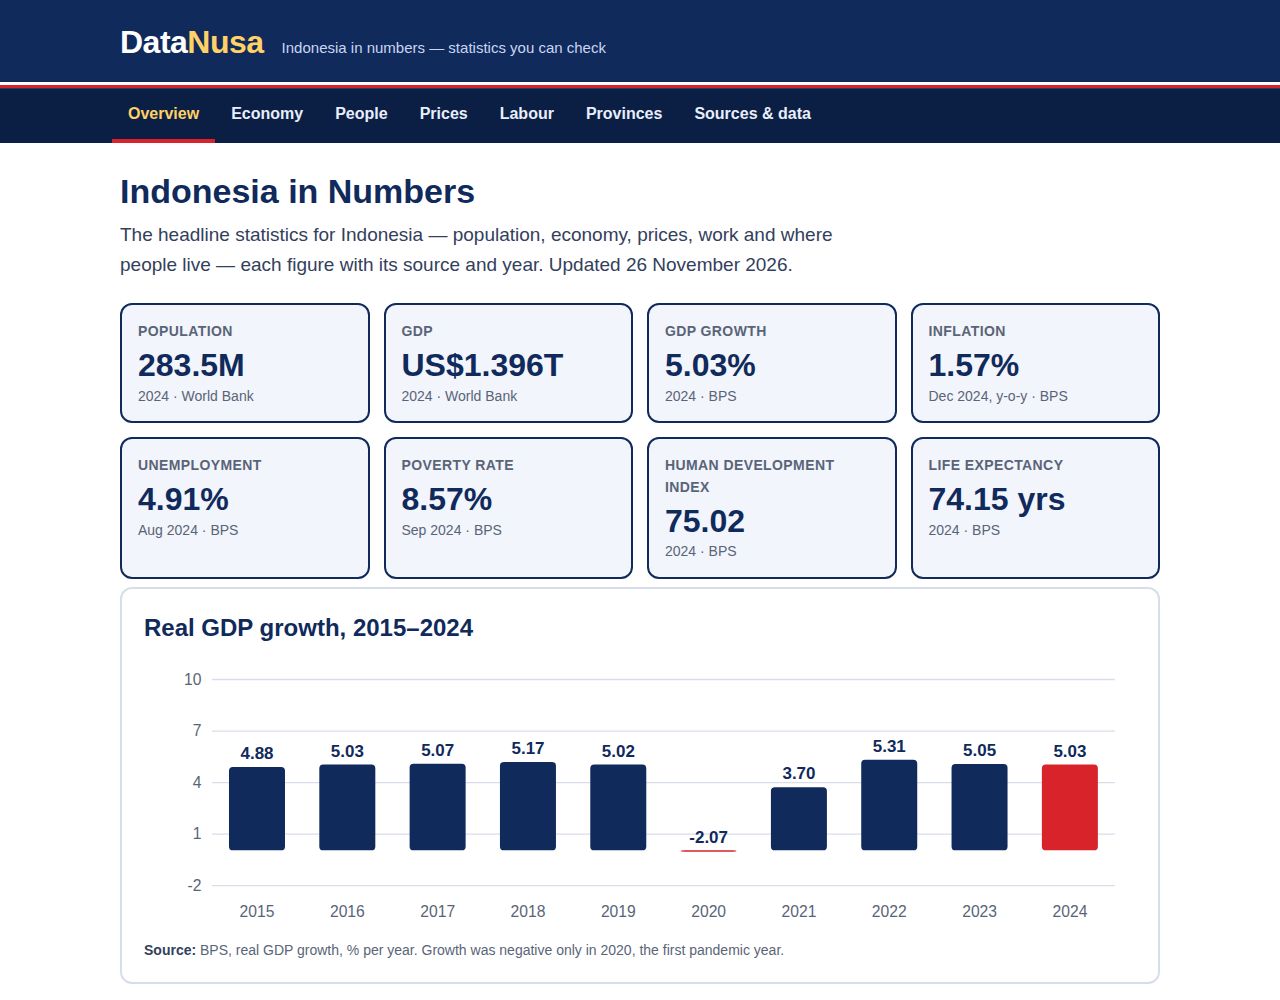 DataNusa Indonesia in numbers — statistics you can check
Overview Economy People Prices Labour Provinces Sources & data
Indonesia in Numbers
The headline statistics for Indonesia — population, economy, prices, work and where
people live — each figure with its source and year. Updated 26 November 2026.
POPULATION
283.5M
2024 · World Bank
GDP
US$1.396T
2024 · World Bank
GDP GROWTH
5.03%
2024 · BPS
INFLATION
1.57%
Dec 2024, y-o-y · BPS
UNEMPLOYMENT
4.91%
Aug 2024 · BPS
POVERTY RATE
8.57%
Sep 2024 · BPS
HUMAN DEVELOPMENT
INDEX
75.02
2024 · BPS
LIFE EXPECTANCY
74.15 yrs
2024 · BPS
Real GDP growth, 2015–2024
10
7
4
1
-2
4.88 5.03 5.07 5.17 5.02 -2.07 3.70 5.31 5.05 5.03
2015 2016 2017 2018 2019 2020 2021 2022 2023 2024
Source: BPS, real GDP growth, % per year. Growth was negative only in 2020, the first pandemic year.